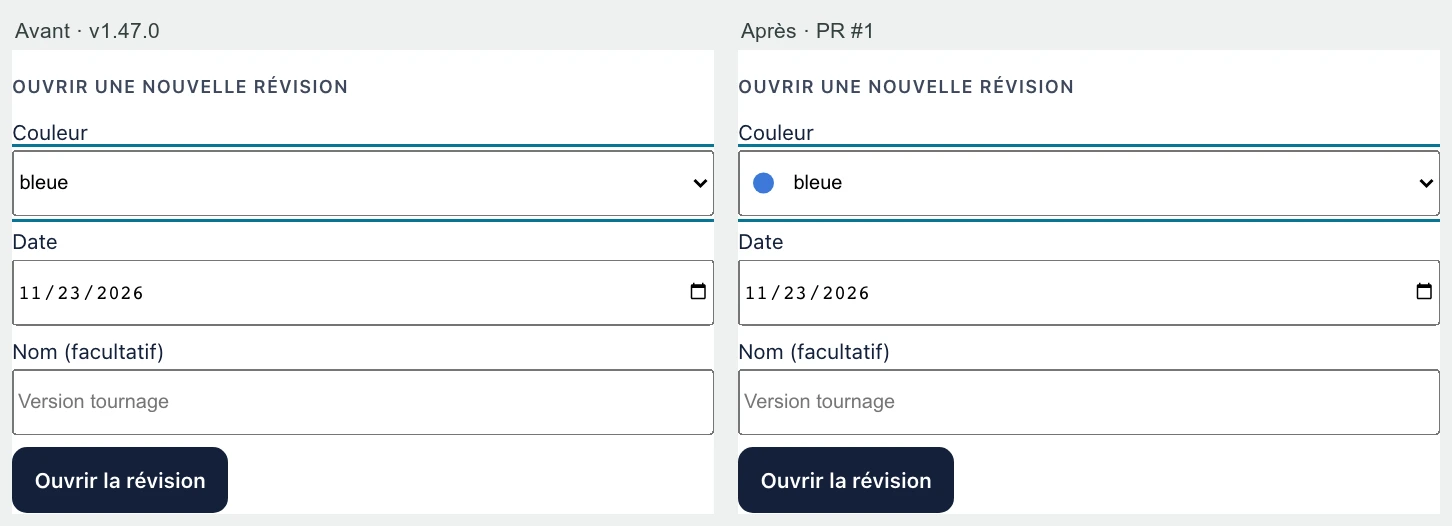 Avant · v1.47.0
OUVRIR UNE NOUVELLE RÉVISION
Couleur
bleue
Date
11/23/2026
Nom (facultatif)
Version tournage
Ouvrir la révision
Après · PR #1
OUVRIR UNE NOUVELLE RÉVISION
Couleur
bleue
Date
11/23/2026
Nom (facultatif)
Version tournage
Ouvrir la révision